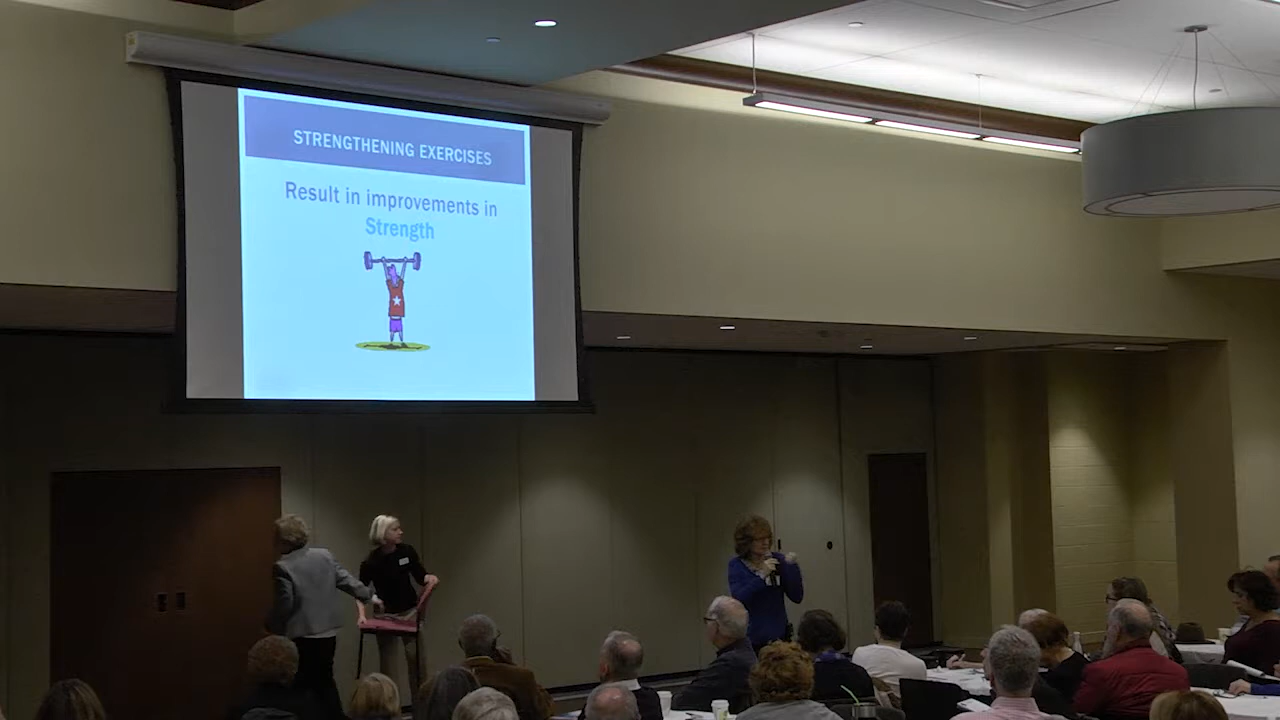 STRENGTHENING EXERCISES
Result in improvements in
Strength